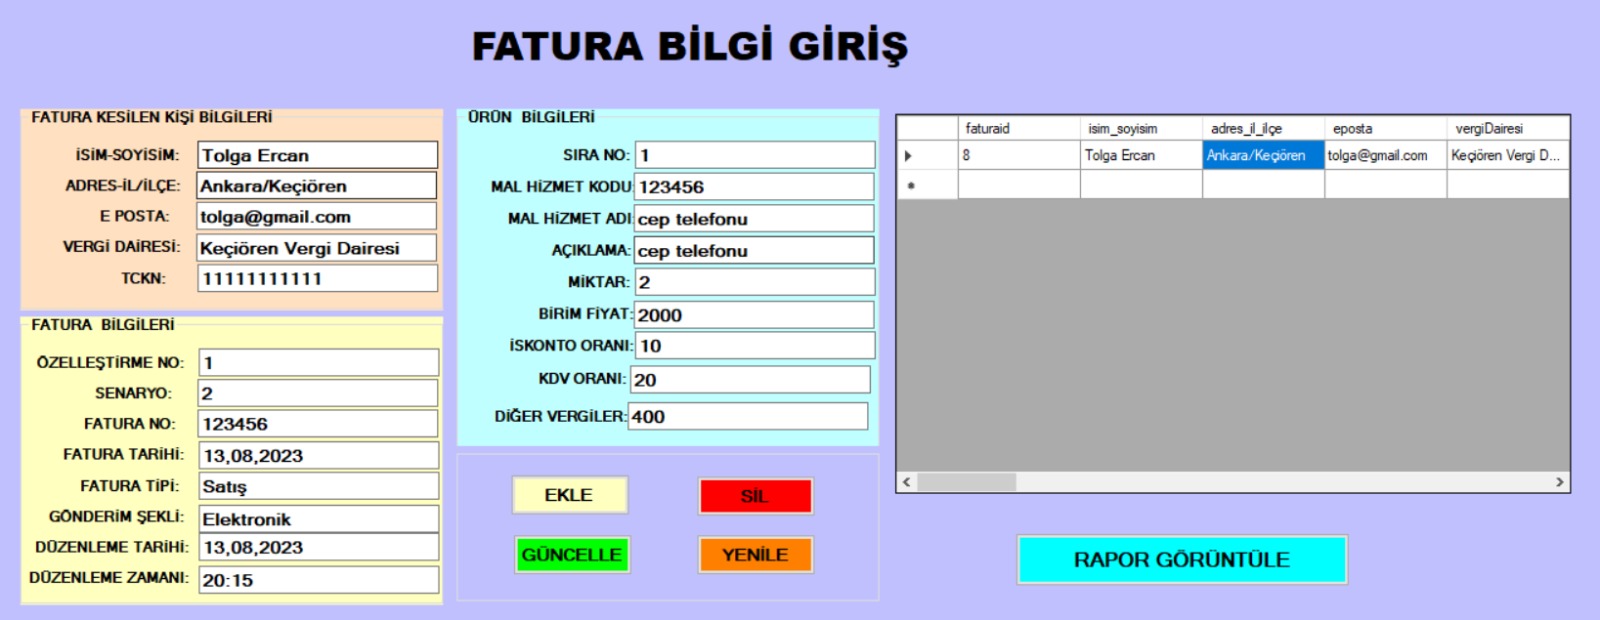 FATURA BİLGİ GİRİŞ
FATURA KESİLEN KİŞİ BİLGİLERİ
İSİM-SOYİSİM: Tolga Ercan
ADRES-İL/İLÇE: Ankara/Keçiören
E POSTA: tolga@gmail.com
VERGİ DAİRESİ: Keçiören Vergi Dairesi
TCKN: 11111111111
FATURA BİLGİLERİ
ÖZELLEŞTİRME NO: 1
SENARYO: 2
FATURA NO: 123456
FATURA TARİHİ: 13,08,2023
FATURA TİPİ: Satış
GÖNDERİM ŞEKLİ: Elektronik
DÜZENLEME TARİHİ: 13,08,2023
DÜZENLEME ZAMANI: 20:15
ÜRÜN BİLGİLERİ
SIRA NO: 1
MAL HİZMET KODU: 123456
MAL HİZMET ADI: cep telefonu
AÇIKLAMA: cep telefonu
MİKTAR: 2
BİRİM FİYAT: 2000
İSKONTO ORANI: 10
KDV ORANI: 20
DİĞER VERGİLER: 400
EKLE SİL
GÜNCELLE YENİLE
faturaid isim_soyisim adres_il_ilçe eposta vergiDairesi
8 Tolga Ercan Ankara/Keçiören tolga@gmail.com Keçiören Vergi D...
RAPOR GÖRÜNTÜLE